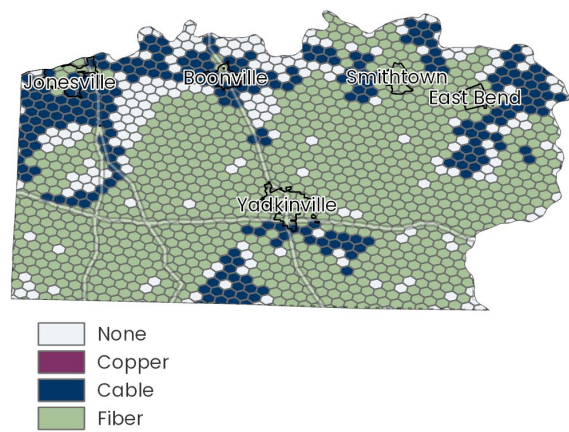 Jonesville
Boonville
Smithtown
East Bend
Yadkinville
None
Copper
Cable
Fiber